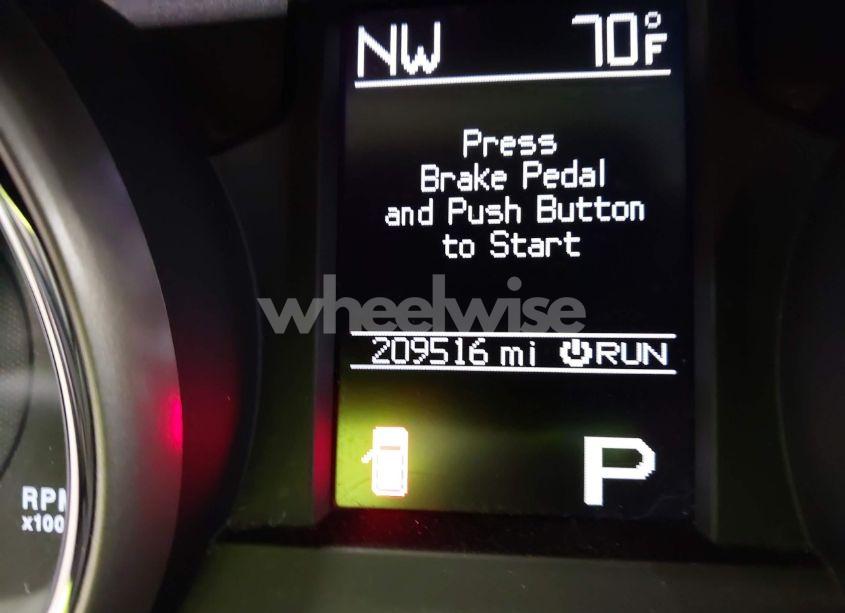 NW 70°F
Press
Brake Pedal
and Push Button
to Start
wheelwise
209516 mi RUN
P
RPM
x100